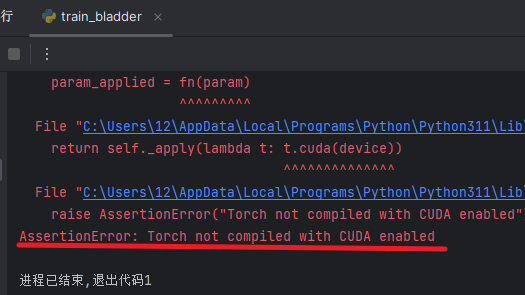 行
train_bladder
param_applied = fn(param)
^^^^^^^^^
File "C:\Users\12\AppData\Local\Programs\Python\Python311\Lib\
return self._apply(lambda t: t.cuda(device))
^^^^^^^^^^^^^^
File "C:\Users\12\AppData\Local\Programs\Python\Python311\Lib\
raise AssertionError("Torch not compiled with CUDA enabled"
AssertionError: Torch not compiled with CUDA enabled
进程已结束,退出代码1